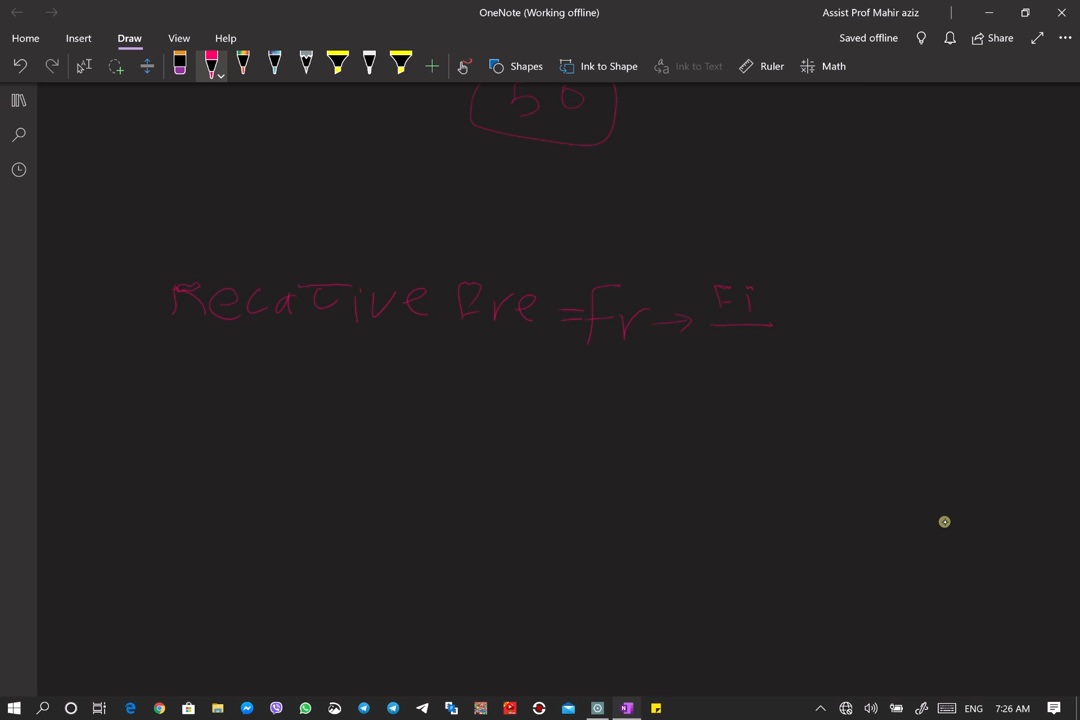 OneNote (Working offline)
Assist Prof Mahir aziz
Home Insert Draw View Help
Saved offline
Share
Shapes
Ink to Shape
Ink to Text
Ruler
Math
50
Recative Fre = fr → Fi
ENG
7:26 AM